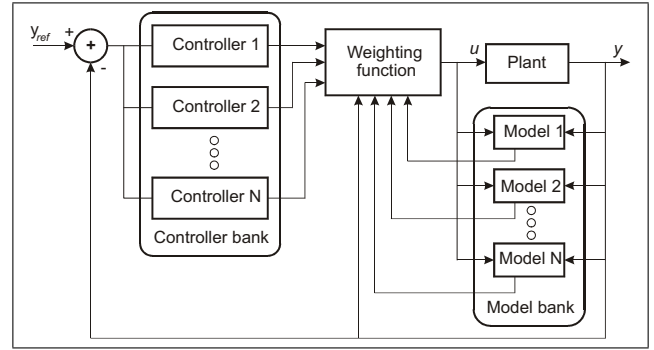 y_ref
+
+
-
Controller 1
Controller 2
Controller N
Controller bank
Weighting
function
u
Plant
y
Model 1
Model 2
Model N
Model bank